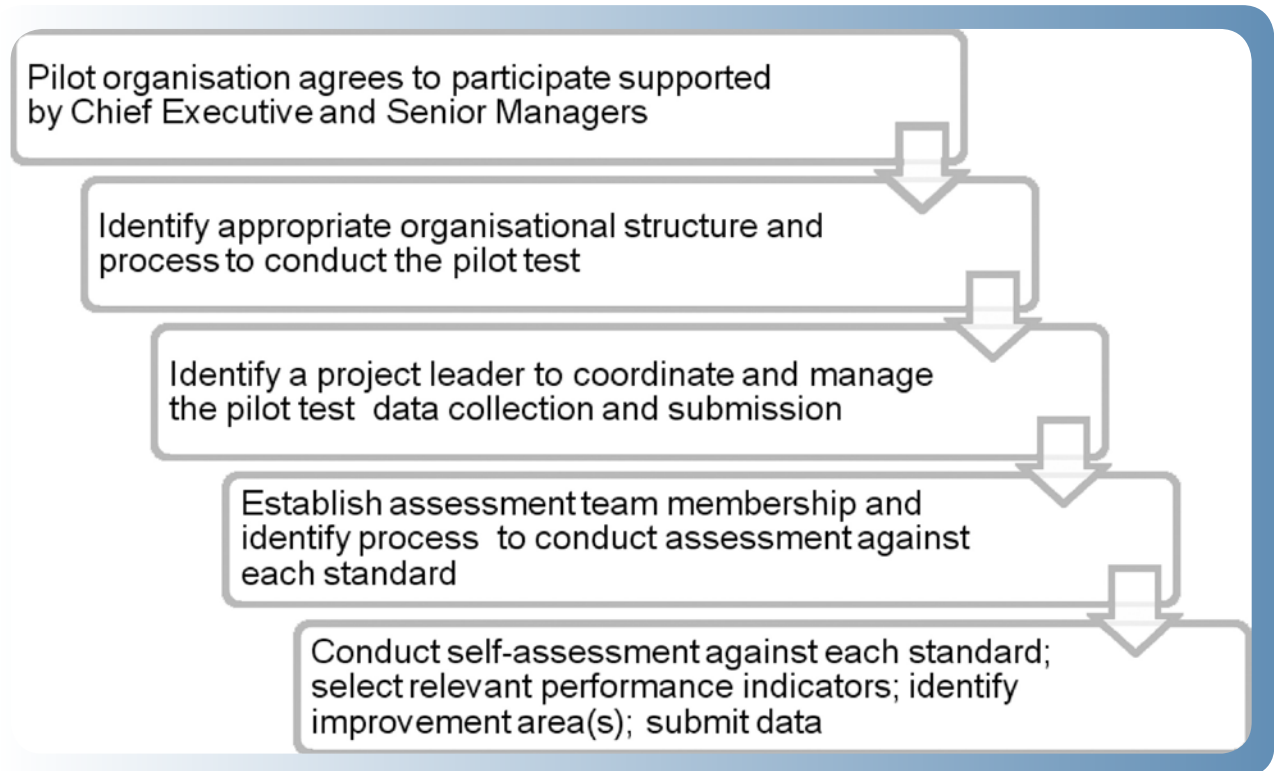 Pilot organisation agrees to participate supported
by Chief Executive and Senior Managers
Identify appropriate organisational structure and
process to conduct the pilot test
Identify a project leader to coordinate and manage
the pilot test data collection and submission
Establish assessment team membership and
identify process to conduct assessment against
each standard
Conduct self-assessment against each standard;
select relevant performance indicators; identify
improvement area(s); submit data